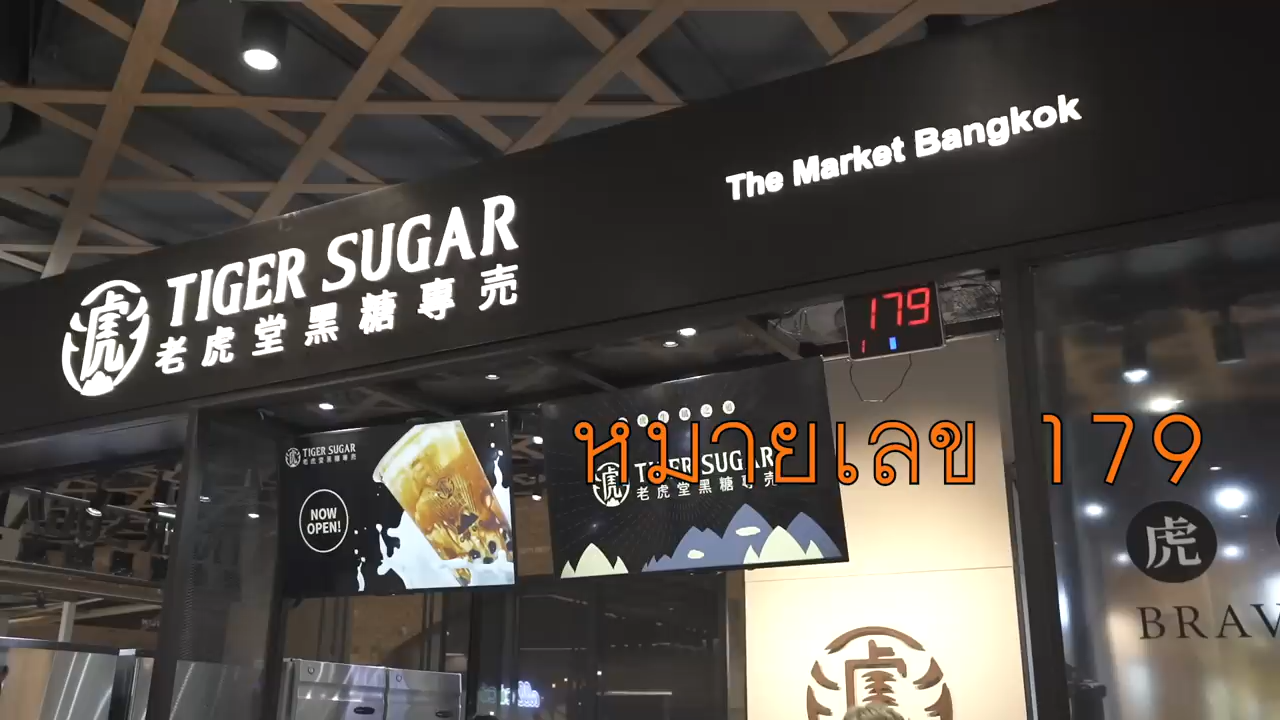 The Market Bangkok
TIGER SUGAR
老虎堂黑糖專売
虎
179
1
TIGER SUGAR
老虎堂黑糖專売
NOW
OPEN!
TIGER SUGAR
老虎堂黑糖專売
หมายเลข 179
虎
BRAV